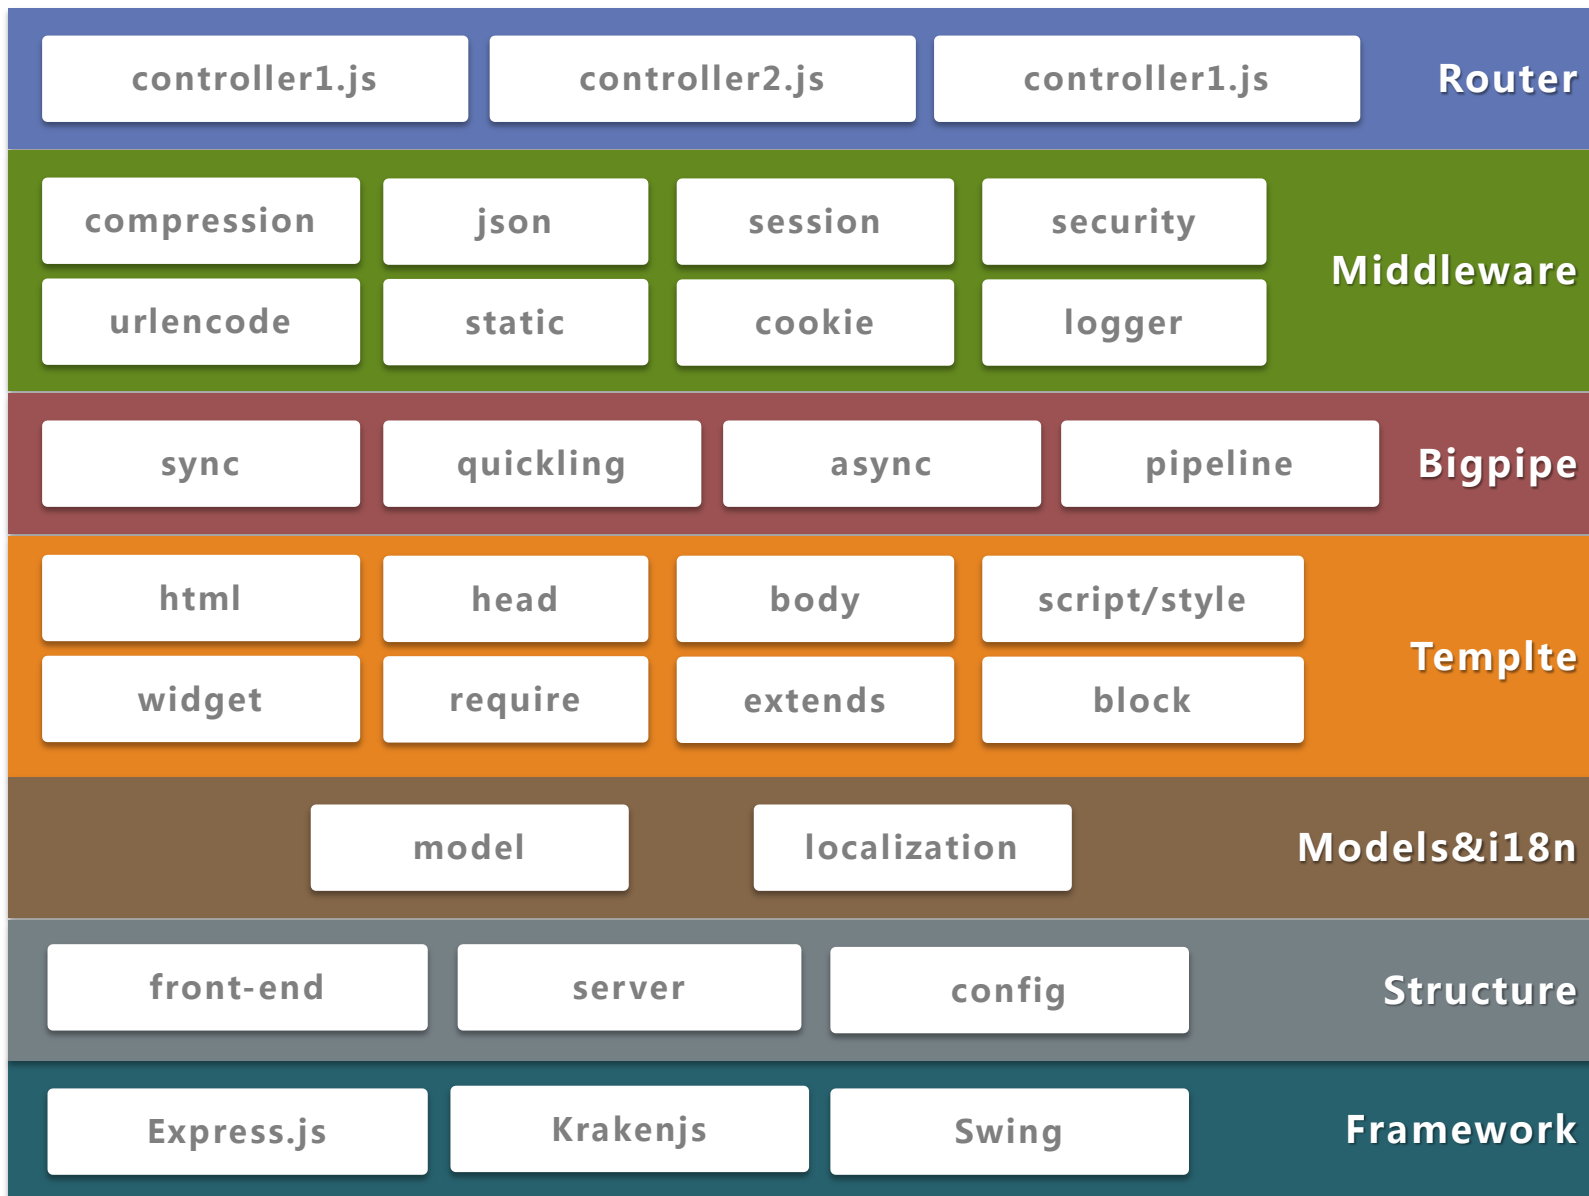 controller1.js controller2.js controller1.js Router
compression json session security
Middleware
urlencode static cookie logger
sync quickling async pipeline Bigpipe
html head body script/style
Templte
widget require extends block
model localization Models&i18n
front-end server config Structure
Express.js Krakenjs Swing Framework